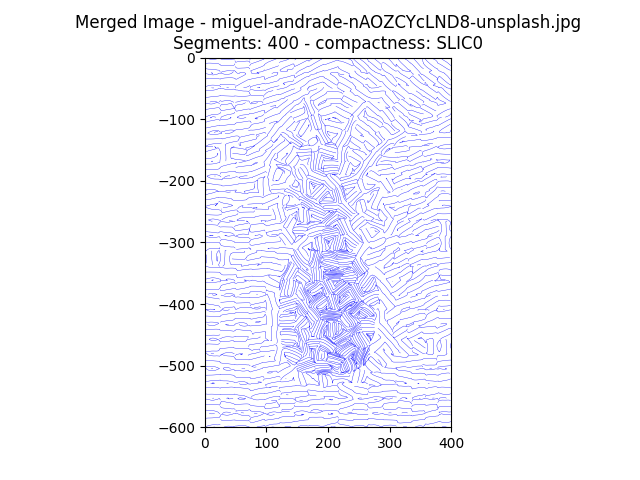 Merged Image - miguel-andrade-nAOZCYcLND8-unsplash.jpg
Segments: 400 - compactness: SLIC0
0
−100
−200
−300
−400
−500
−600
0 100 200 300 400